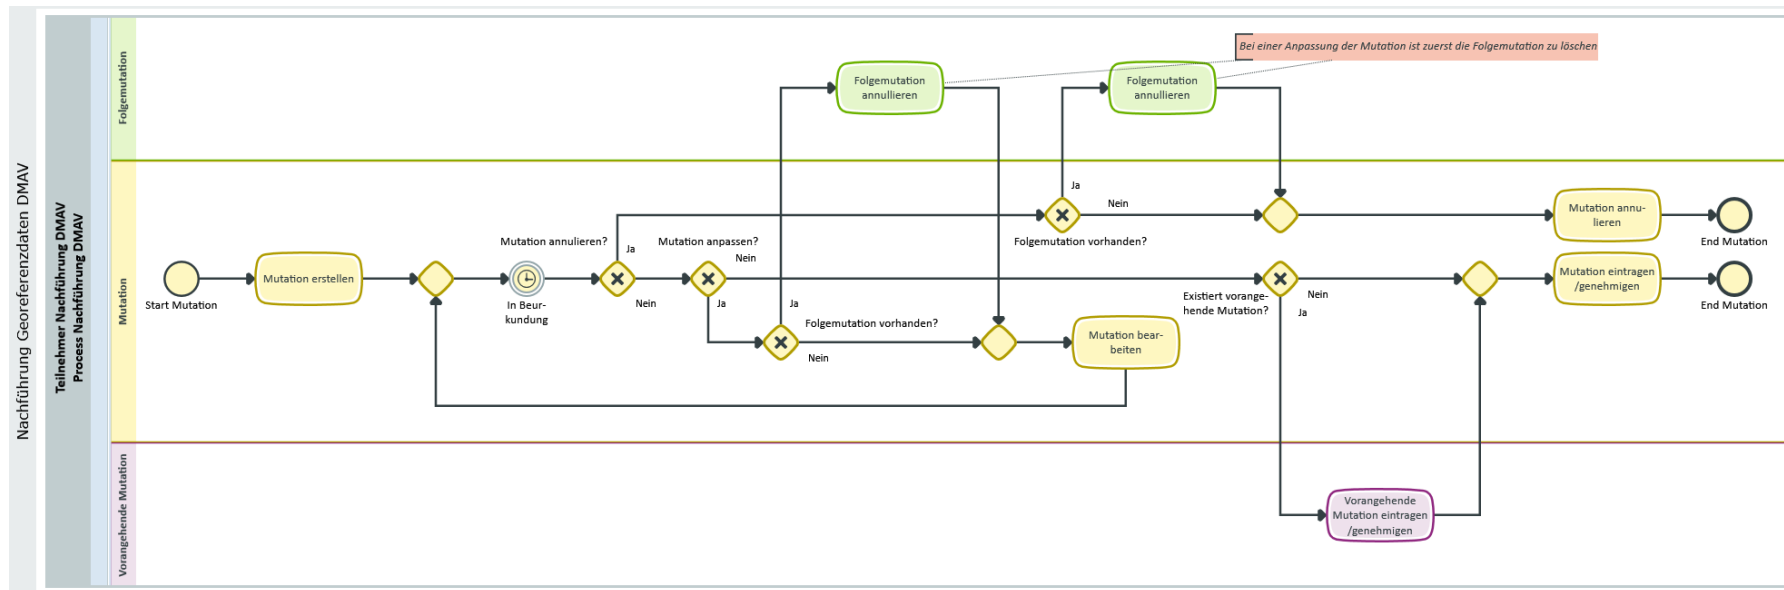 Nachführung Georeferenzdaten DMAV
Teilnehmer Nachführung DMAV
Process Nachführung DMAV
Folgemutation
Bei einer Anpassung der Mutation ist zuerst die Folgemutation zu löschen
Folgemutation
annullieren
Folgemutation
annullieren
Mutation
Start Mutation
Mutation erstellen
In Beur-
kundung
Mutation annulieren?
Ja
Nein
Mutation anpassen?
Nein
Ja
Ja
Folgemutation vorhanden?
Nein
Mutation bear-
beiten
Ja
Nein
Folgemutation vorhanden?
Existiert vorange-
hende Mutation?
Nein
Ja
Mutation annu-
lieren
End Mutation
Mutation eintragen
/genehmigen
End Mutation
Vorangehende Mutation
Vorangehende
Mutation eintragen
/genehmigen